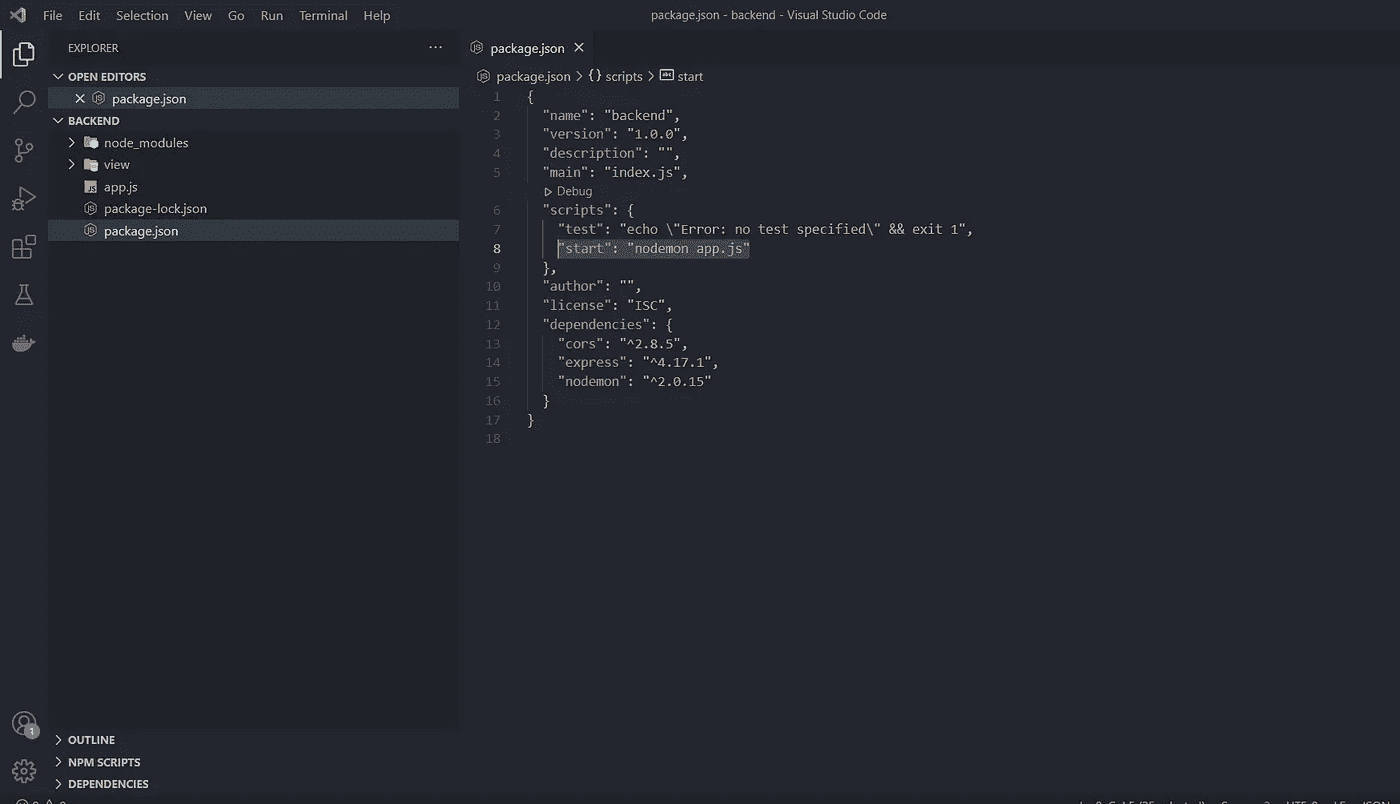 File Edit Selection View Go Run Terminal Help package.json - backend - Visual Studio Code
EXPLORER
OPEN EDITORS
package.json
BACKEND
node_modules
view
app.js
package-lock.json
package.json
OUTLINE
NPM SCRIPTS
DEPENDENCIES
1
package.json
package.json > {} scripts > abc start
1 {
2 "name": "backend",
3 "version": "1.0.0",
4 "description": "",
5 "main": "index.js",
Debug
6 "scripts": {
7 "test": "echo \"Error: no test specified\" && exit 1",
8 "start": "nodemon app.js"
9 },
10 "author": "",
11 "license": "ISC",
12 "dependencies": {
13 "cors": "^2.8.5",
14 "express": "^4.17.1",
15 "nodemon": "^2.0.15"
16 }
17 }
18